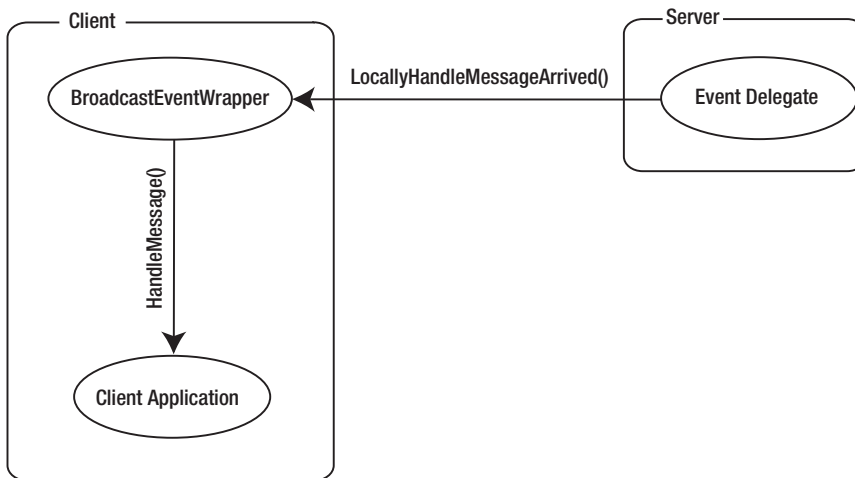 Client
Server
LocallyHandleMessageArrived()
BroadcastEventWrapper
Event Delegate
HandleMessage()
Client Application